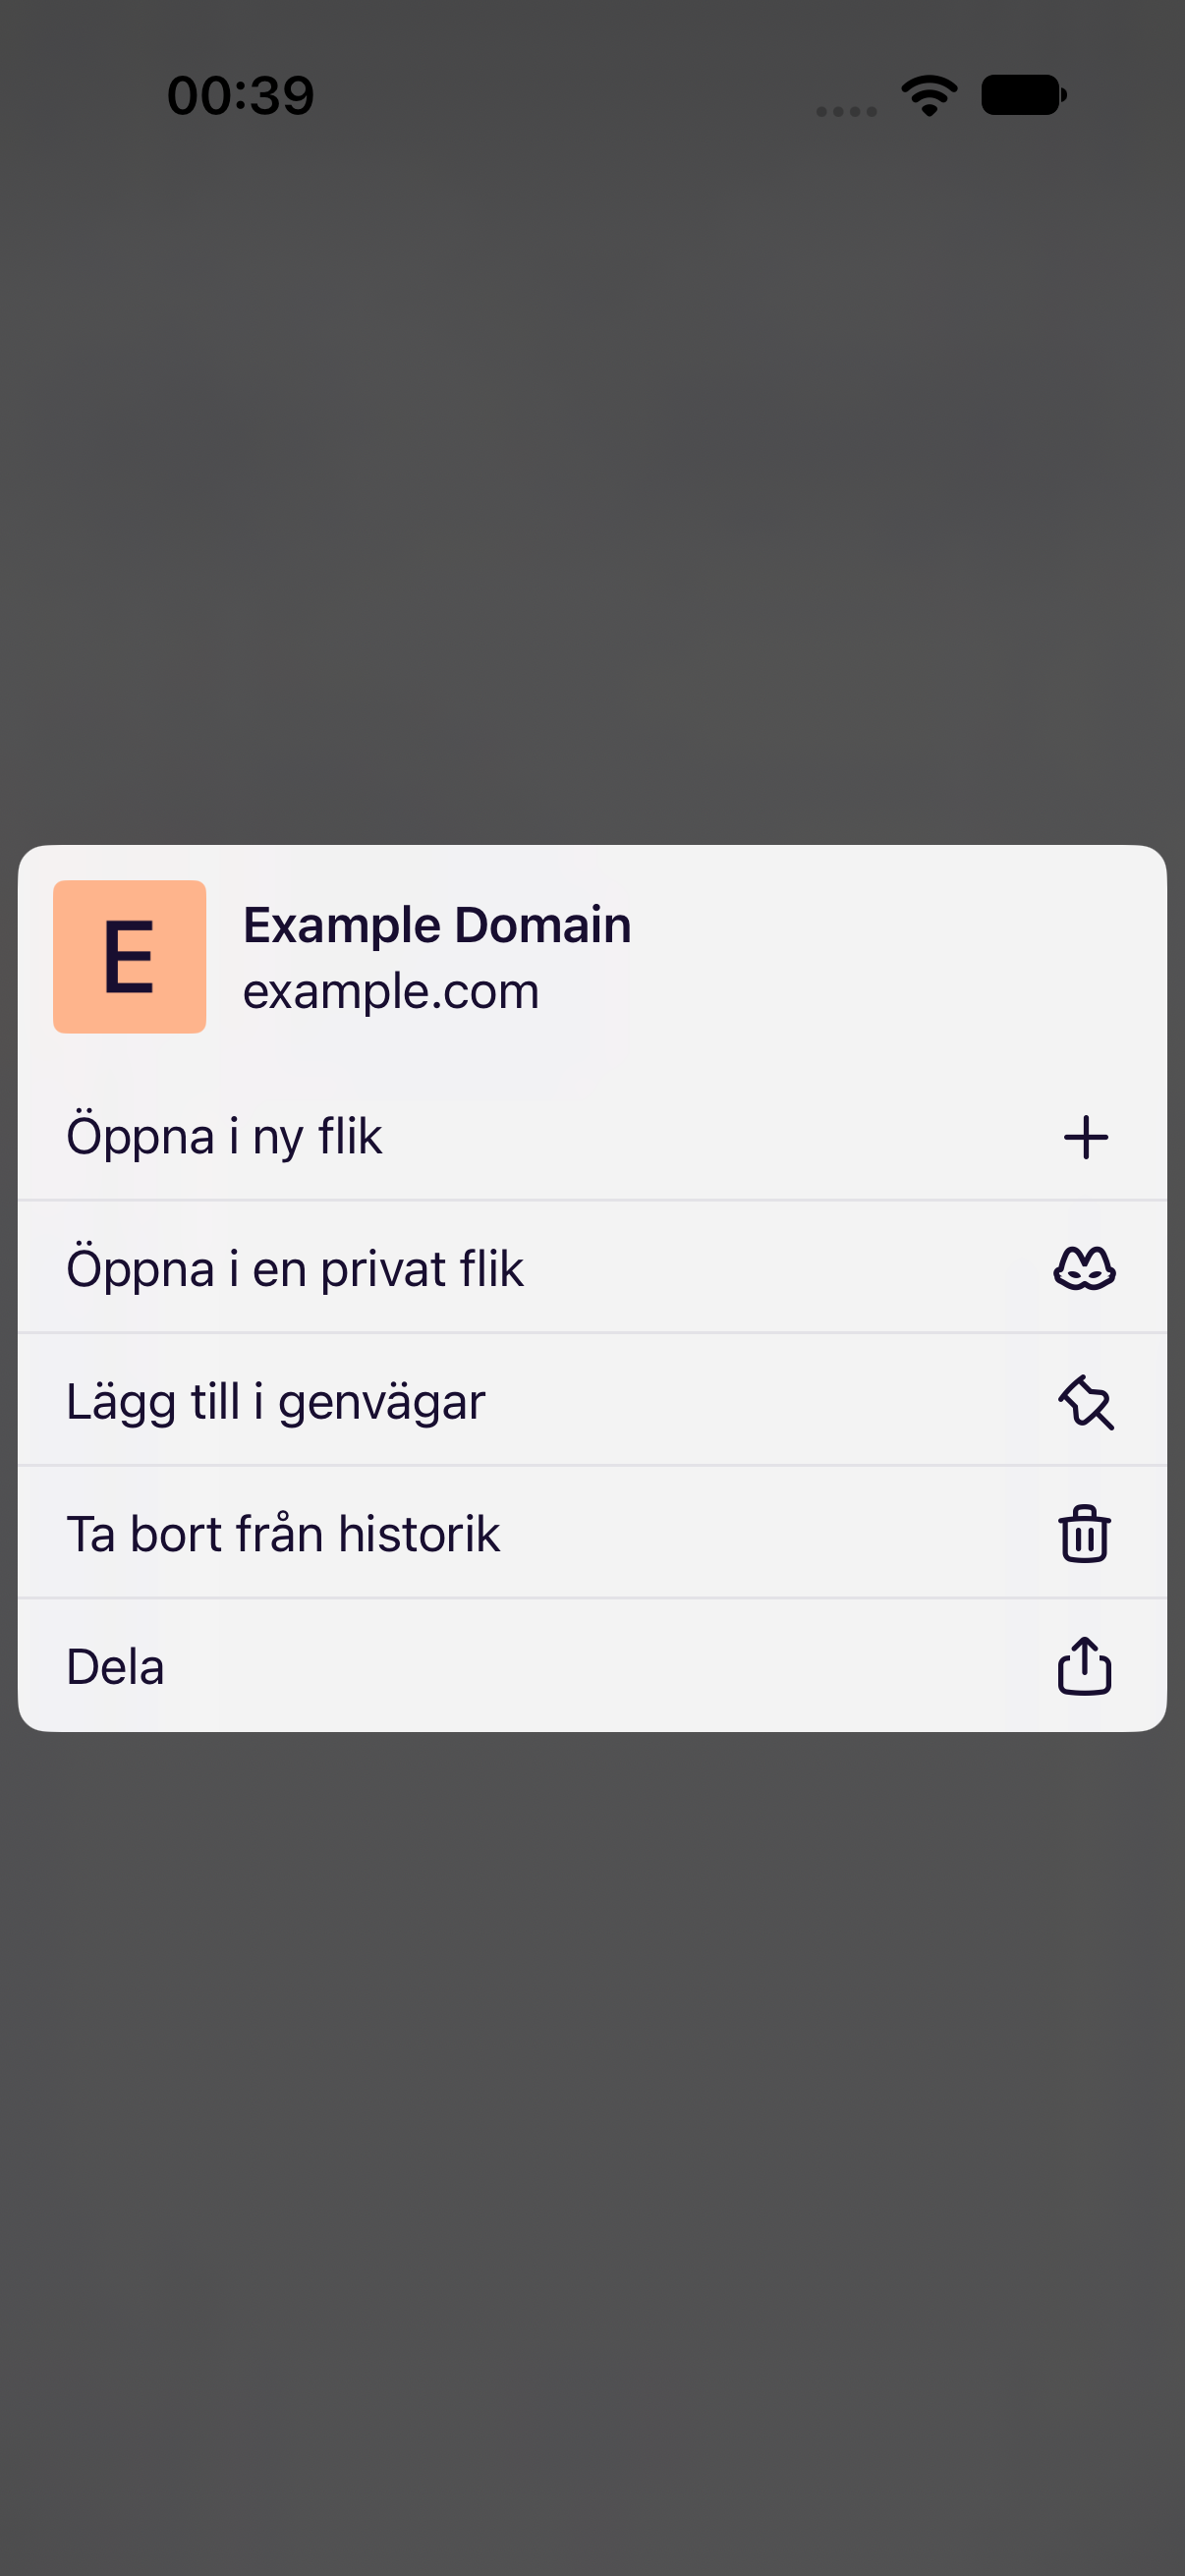 00:39
E
Example Domain
example.com
Öppna i ny flik
Öppna i en privat flik
Lägg till i genvägar
Ta bort från historik
Dela